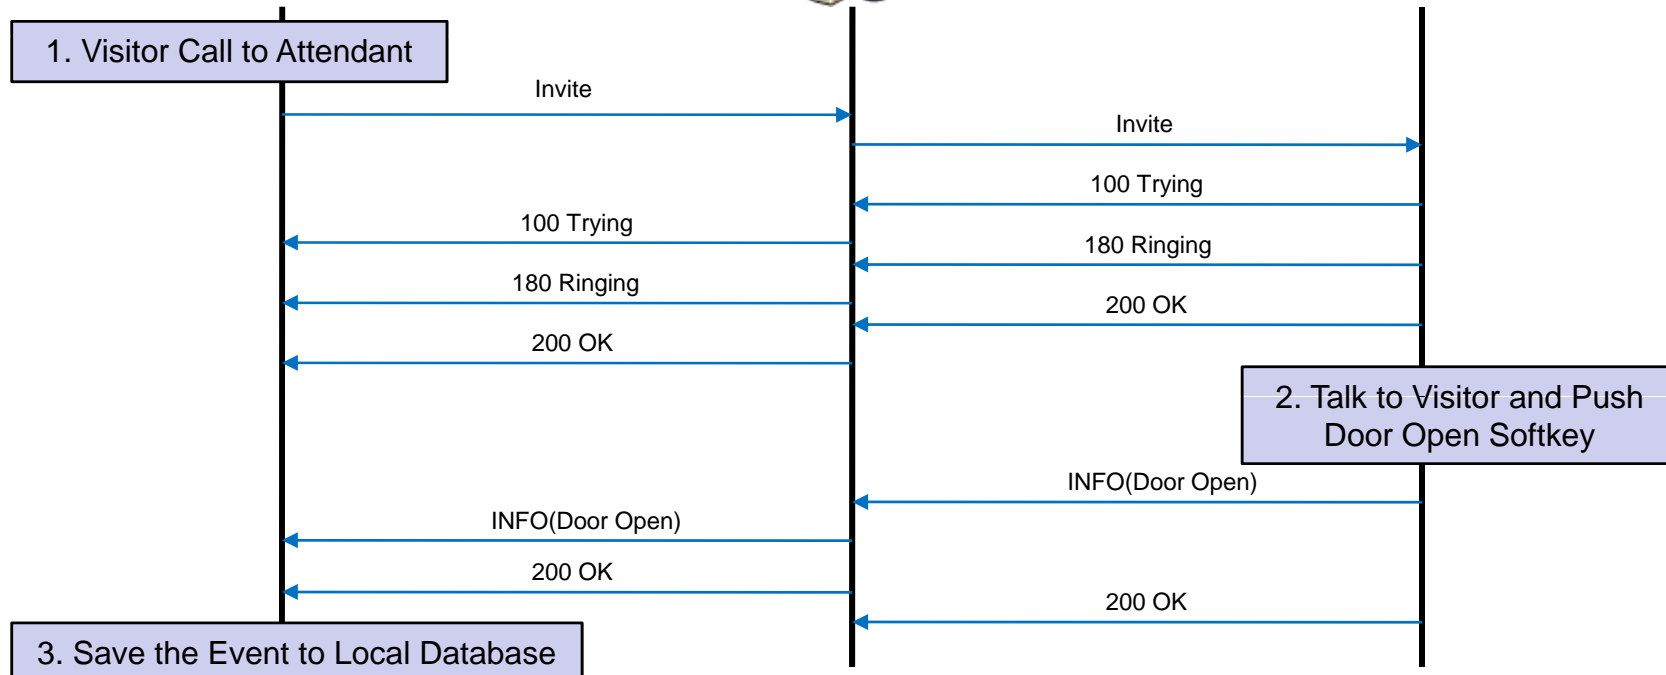 1. Visitor Call to Attendant
Invite
Invite
100 Trying
100 Trying
180 Ringing
180 Ringing
200 OK
200 OK
2. Talk to Visitor and Push
Door Open Softkey
INFO(Door Open)
INFO(Door Open)
200 OK
200 OK
3. Save the Event to Local Database